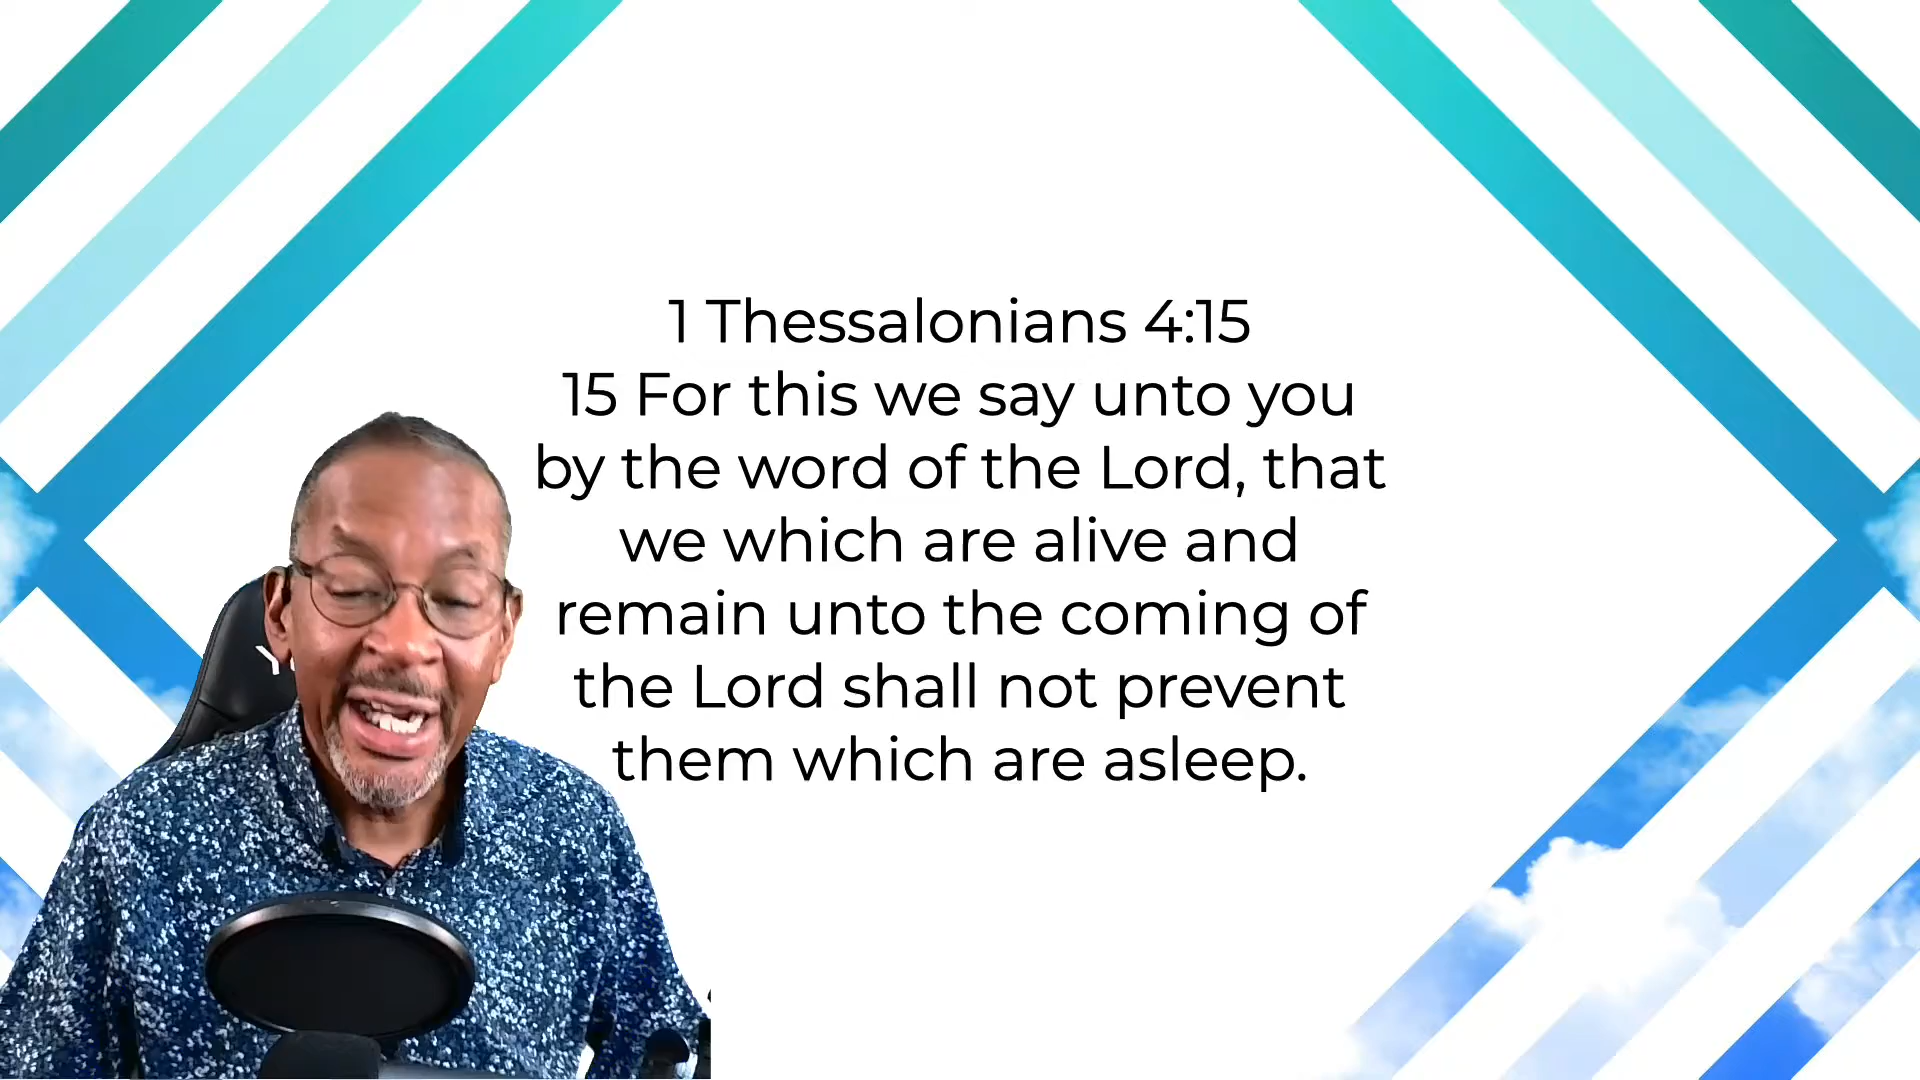 1 Thessalonians 4:15
15 For this we say unto you
by the word of the Lord, that
we which are alive and
remain unto the coming of
the Lord shall not prevent
them which are asleep.